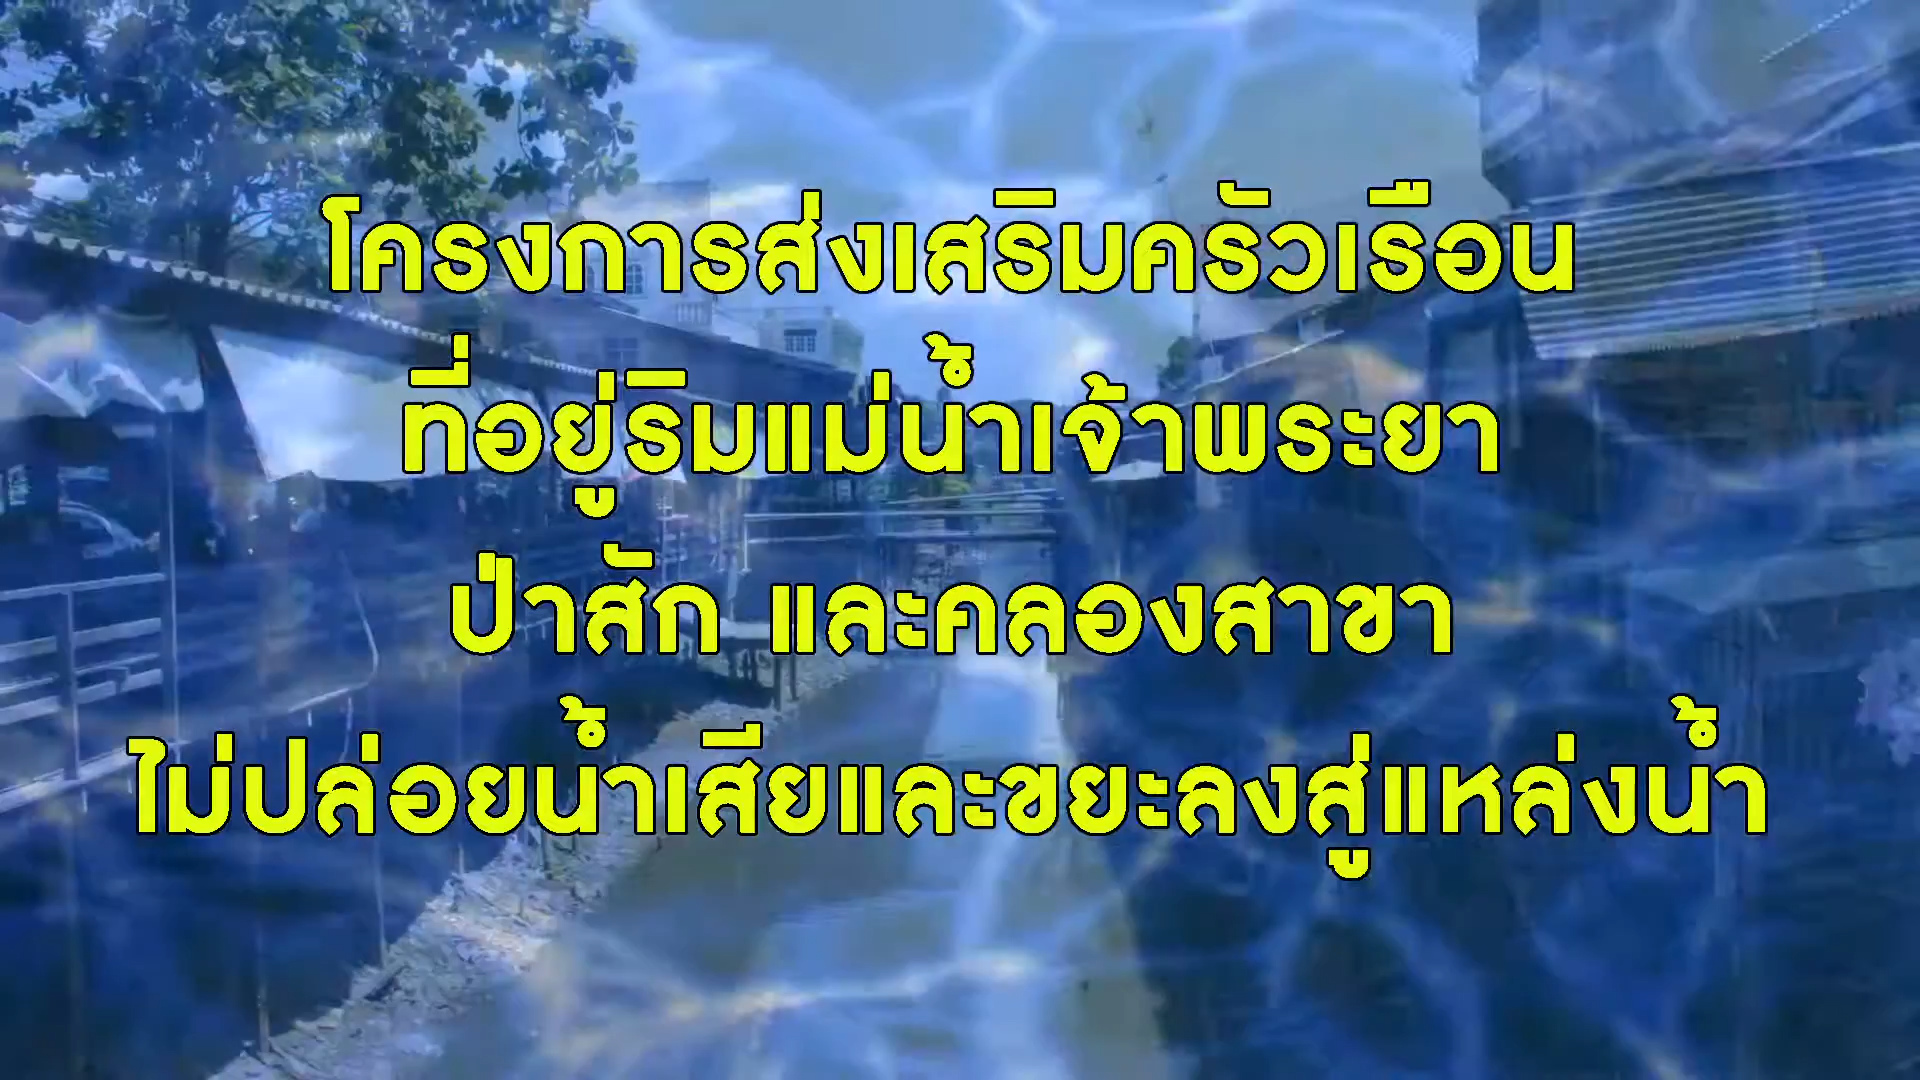 โครงการส่งเสริมครัวเรือน
ที่อยู่ริมแม่น้ำเจ้าพระยา
ป่าสัก และคลองสาขา
ไม่ปล่อยน้ำเสียและขยะลงสู่แหล่งน้ำ